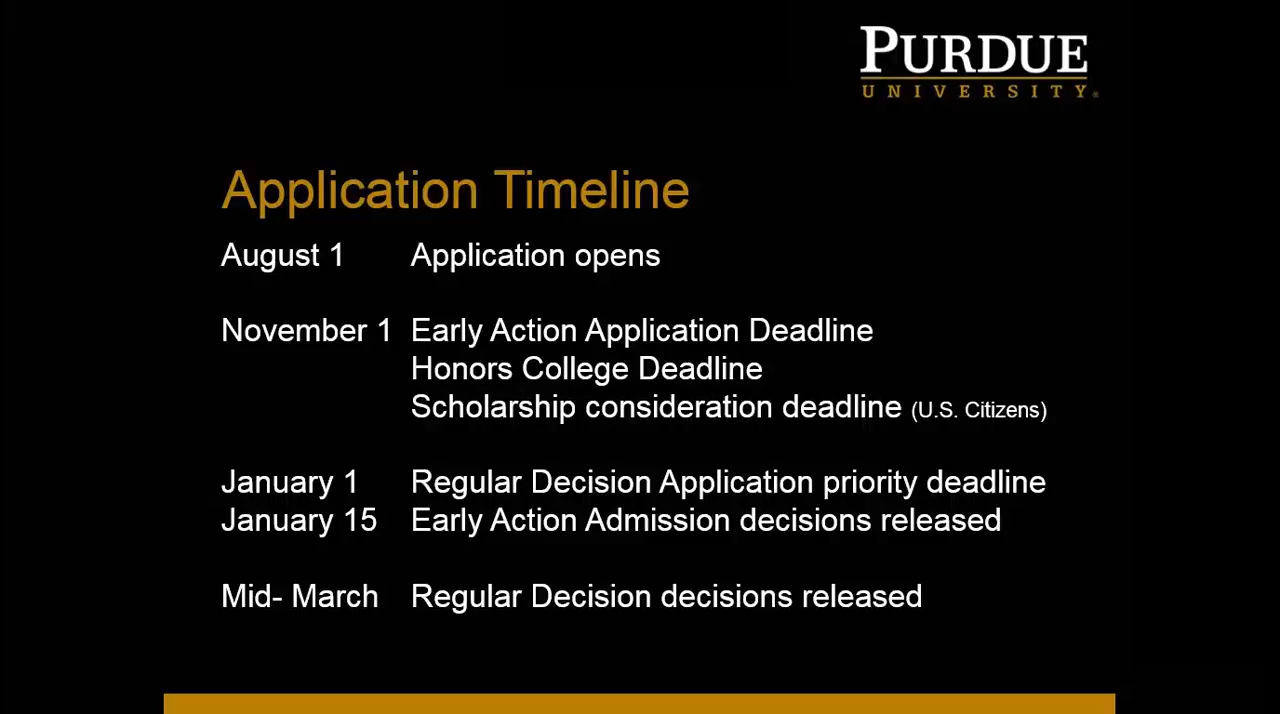 PURDUE
UNIVERSITY®
Application Timeline
August 1 Application opens
November 1 Early Action Application Deadline
Honors College Deadline
Scholarship consideration deadline (U.S. Citizens)
January 1 Regular Decision Application priority deadline
January 15 Early Action Admission decisions released
Mid- March Regular Decision decisions released